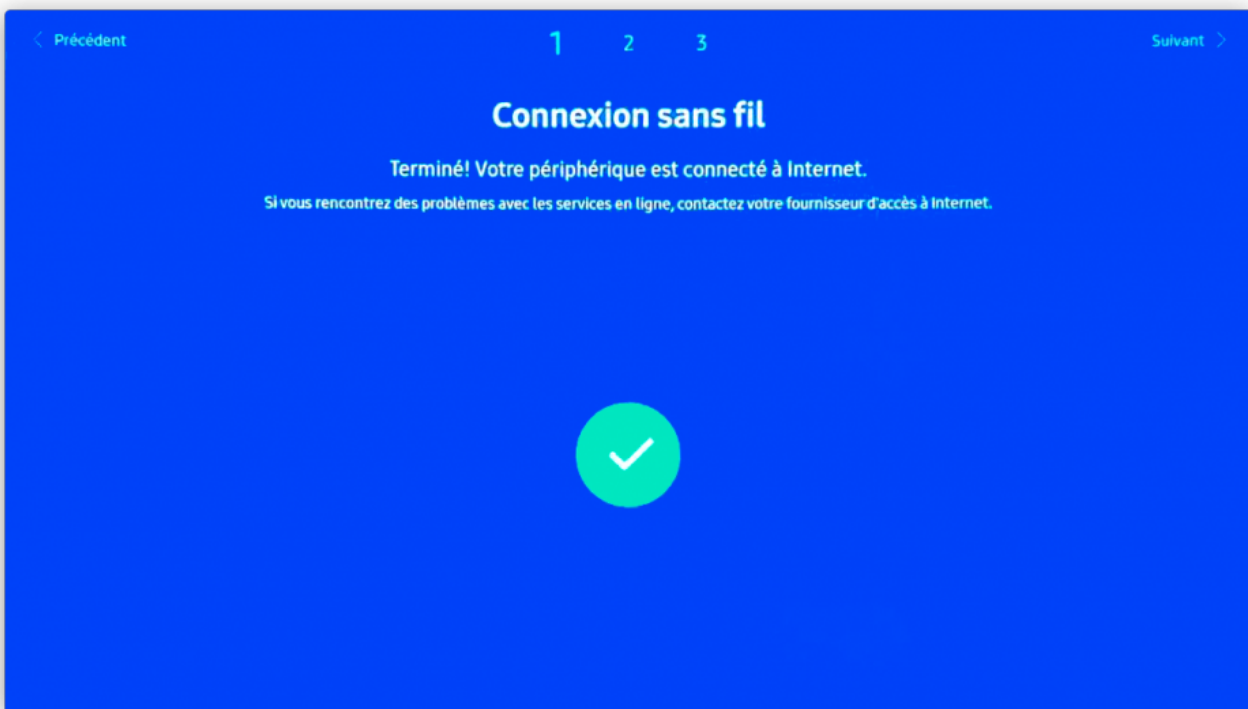 Précédent
1 2 3
Suivant
Connexion sans fil
Terminé! Votre périphérique est connecté à Internet.
Si vous rencontrez des problèmes avec les services en ligne, contactez votre fournisseur d'accès à Internet.